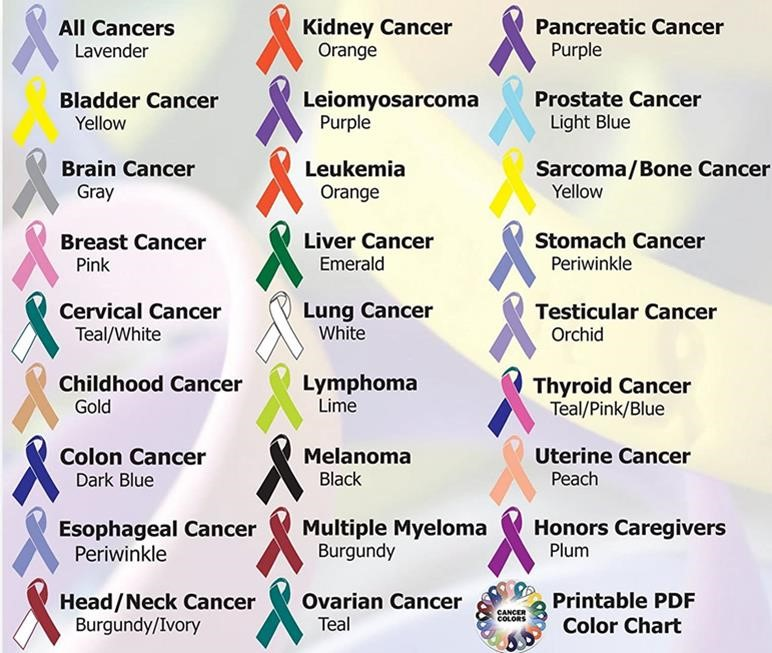 All Cancers
Lavender
Bladder Cancer
Yellow
Brain Cancer
Gray
Breast Cancer
Pink
Cervical Cancer
Teal/White
Childhood Cancer
Gold
Colon Cancer
Dark Blue
Esophageal Cancer
Periwinkle
Head/Neck Cancer
Burgundy/Ivory
Kidney Cancer
Orange
Leiomyosarcoma
Purple
Leukemia
Orange
Liver Cancer
Emerald
Lung Cancer
White
Lymphoma
Lime
Melanoma
Black
Multiple Myeloma
Burgundy
Ovarian Cancer
Teal
Pancreatic Cancer
Purple
Prostate Cancer
Light Blue
Sarcoma/Bone Cancer
Yellow
Stomach Cancer
Periwinkle
Testicular Cancer
Orchid
Thyroid Cancer
Teal/Pink/Blue
Uterine Cancer
Peach
Honors Caregivers
Plum
CANCER
COLORS
Printable PDF
Color Chart